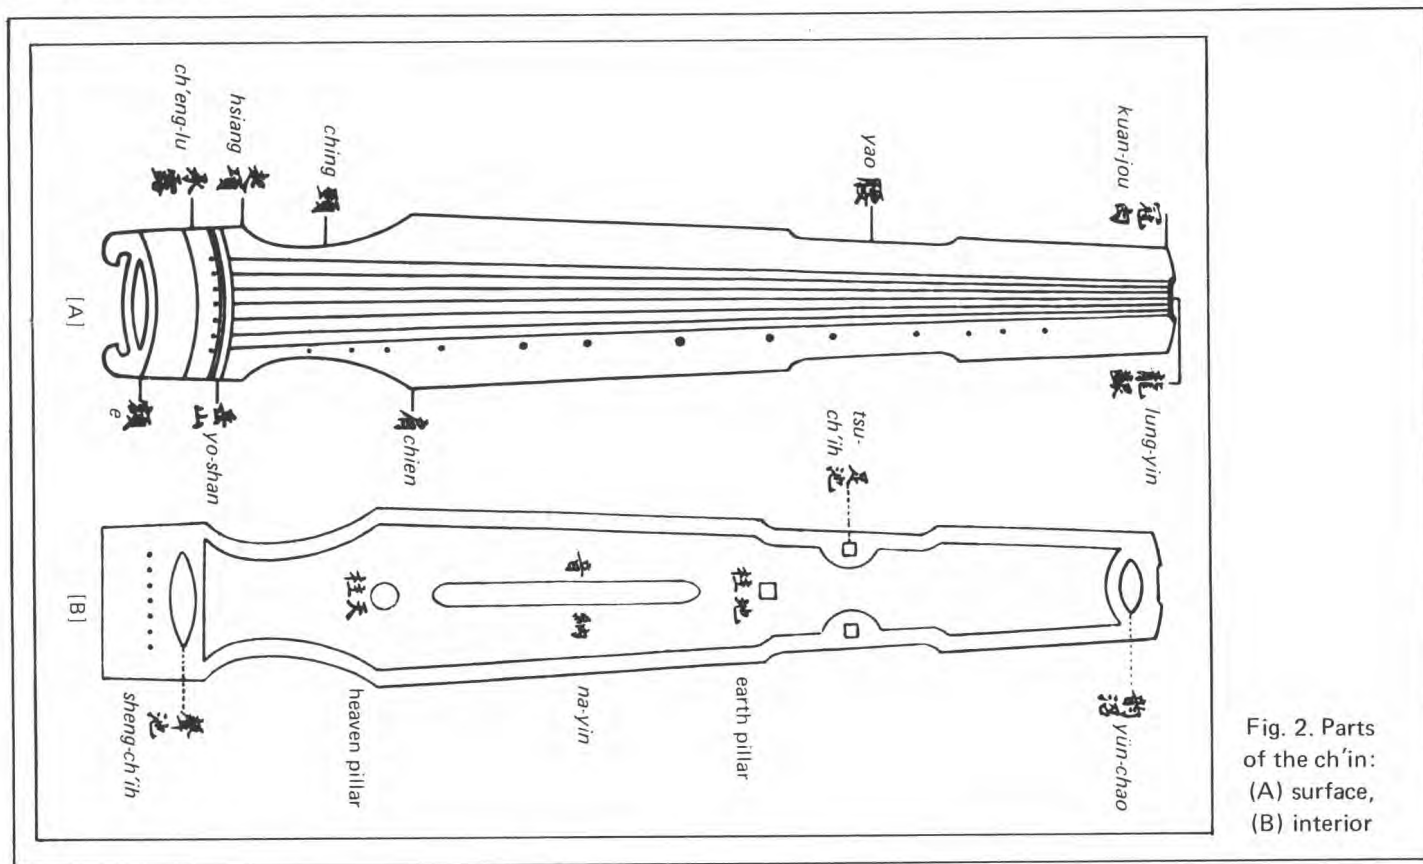 ch'eng-lu
承露
hsiang
項
ching
頸
yao
腰
kuan-jou
冠
[A]
額
e
岳山
yo-shan
肩
chien
龍齦
lung-yin
tsu-
ch'ih
足
池
[B]
天柱
heaven pillar
音
納
na-yin
地柱
earth pillar
聲池
sheng-ch'ih
韵沼
yün-chao
Fig. 2. Parts
of the ch'in:
(A) surface,
(B) interior